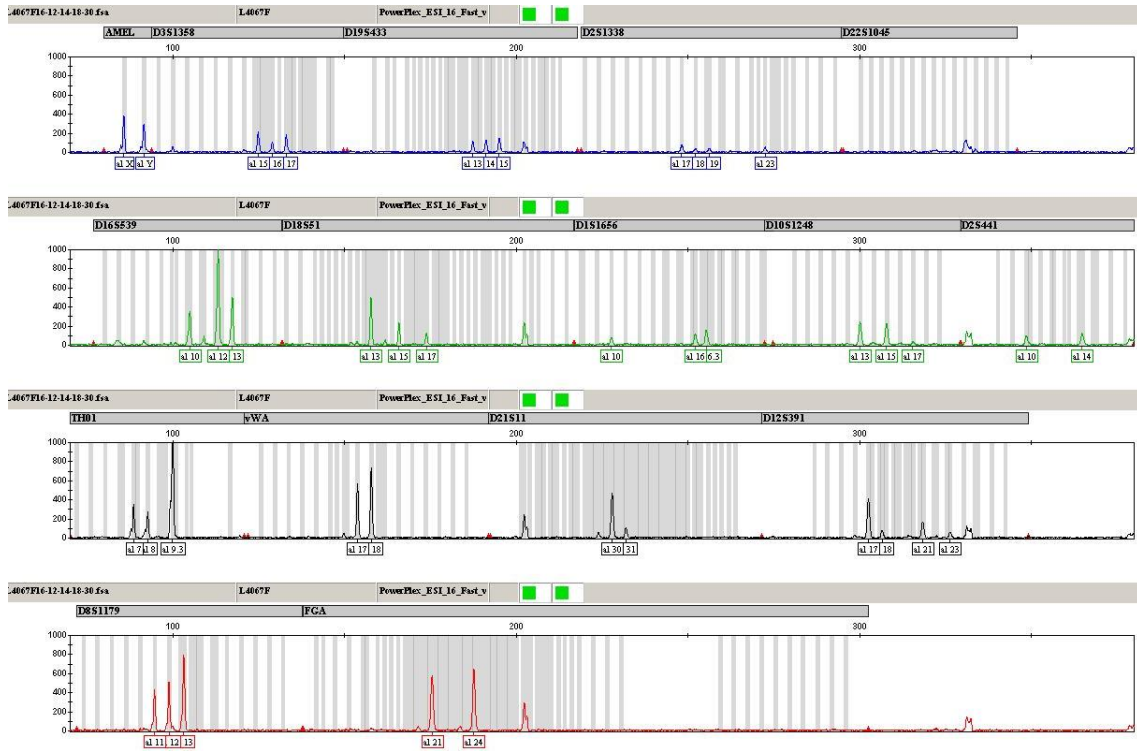 L4067F16-12-14-18-30.fsa L4067F PowerPlex_ESI_16_Fast_v
AMEL D3S1358 D19S433 D2S1338 D22S1045
100 200 300
1000
800
600
400
200
0
al X al Y al 15 16 17 al 13 14 15 al 17 18 19 al 23
L4067F16-12-14-18-30.fsa L4067F PowerPlex_ESI_16_Fast_v
D16S539 D18S51 D1S1656 D10S1248 D2S441
100 200 300
1000
800
600
400
200
0
al 10 al 12 13 al 13 al 15 al 17 al 10 al 16 6.3 al 13 al 15 al 17 al 10 al 14
L4067F16-12-14-18-30.fsa L4067F PowerPlex_ESI_16_Fast_v
TH01 vWA D21S11 D12S391
100 200 300
1000
800
600
400
200
0
al 7 al 8 al 9.3 al 17 18 al 30 31 al 17 18 al 21 al 23
L4067F16-12-14-18-30.fsa L4067F PowerPlex_ESI_16_Fast_v
D8S1179 FGA
100 200 300
1000
800
600
400
200
0
al 11 12 13 al 21 al 24